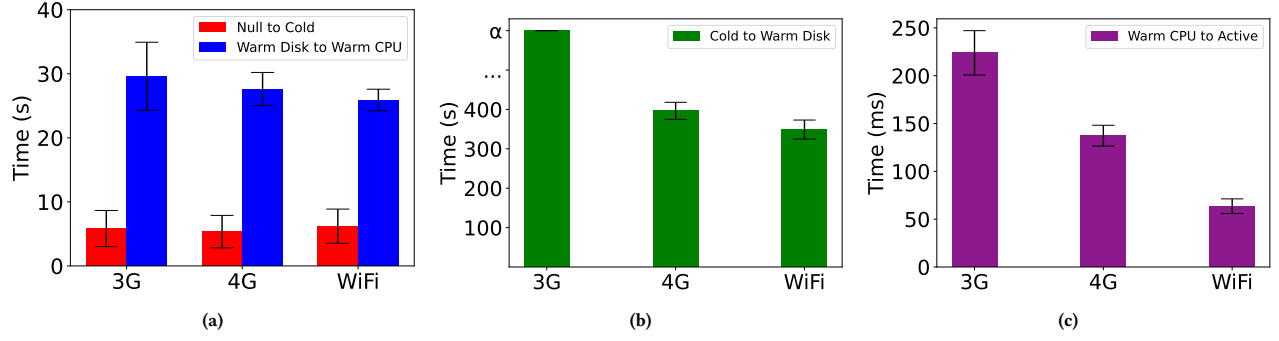 40
30
20
10
0
Time (s)
Null to Cold
Warm Disk to Warm CPU
3G
4G
WiFi
(a)
α
...
400
300
200
100
Time (s)
Cold to Warm Disk
3G
4G
WiFi
(b)
250
200
150
100
50
0
Time (ms)
Warm CPU to Active
3G
4G
WiFi
(c)